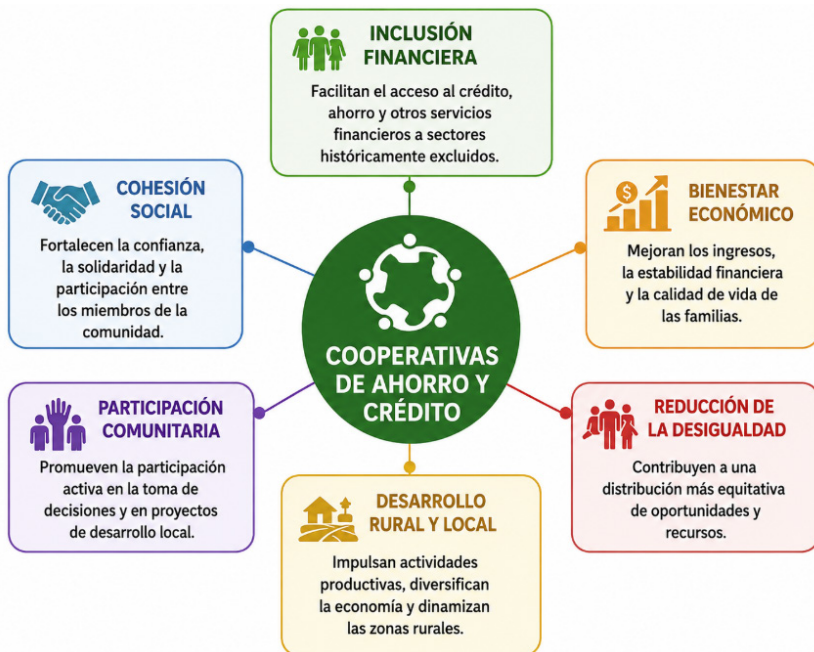 INCLUSIÓN
FINANCIERA
Facilitan el acceso al crédito,
ahorro y otros servicios
financieros a sectores
históricamente excluidos.
COHESIÓN
SOCIAL
Fortalecen la confianza,
la solidaridad y la
participación entre
los miembros de la
comunidad.
$
BIENESTAR
ECONÓMICO
Mejoran los ingresos,
la estabilidad financiera
y la calidad de vida de
las familias.
COOPERATIVAS
DE AHORRO Y
CRÉDITO
PARTICIPACIÓN
COMUNITARIA
Promueven la participación
activa en la toma de
decisiones y en proyectos
de desarrollo local.
REDUCCIÓN DE
LA DESIGUALDAD
Contribuyen a una
distribución más equitativa
de oportunidades y
recursos.
DESARROLLO
RURAL Y LOCAL
Impulsan actividades
productivas, diversifican
la economía y dinamizan
las zonas rurales.